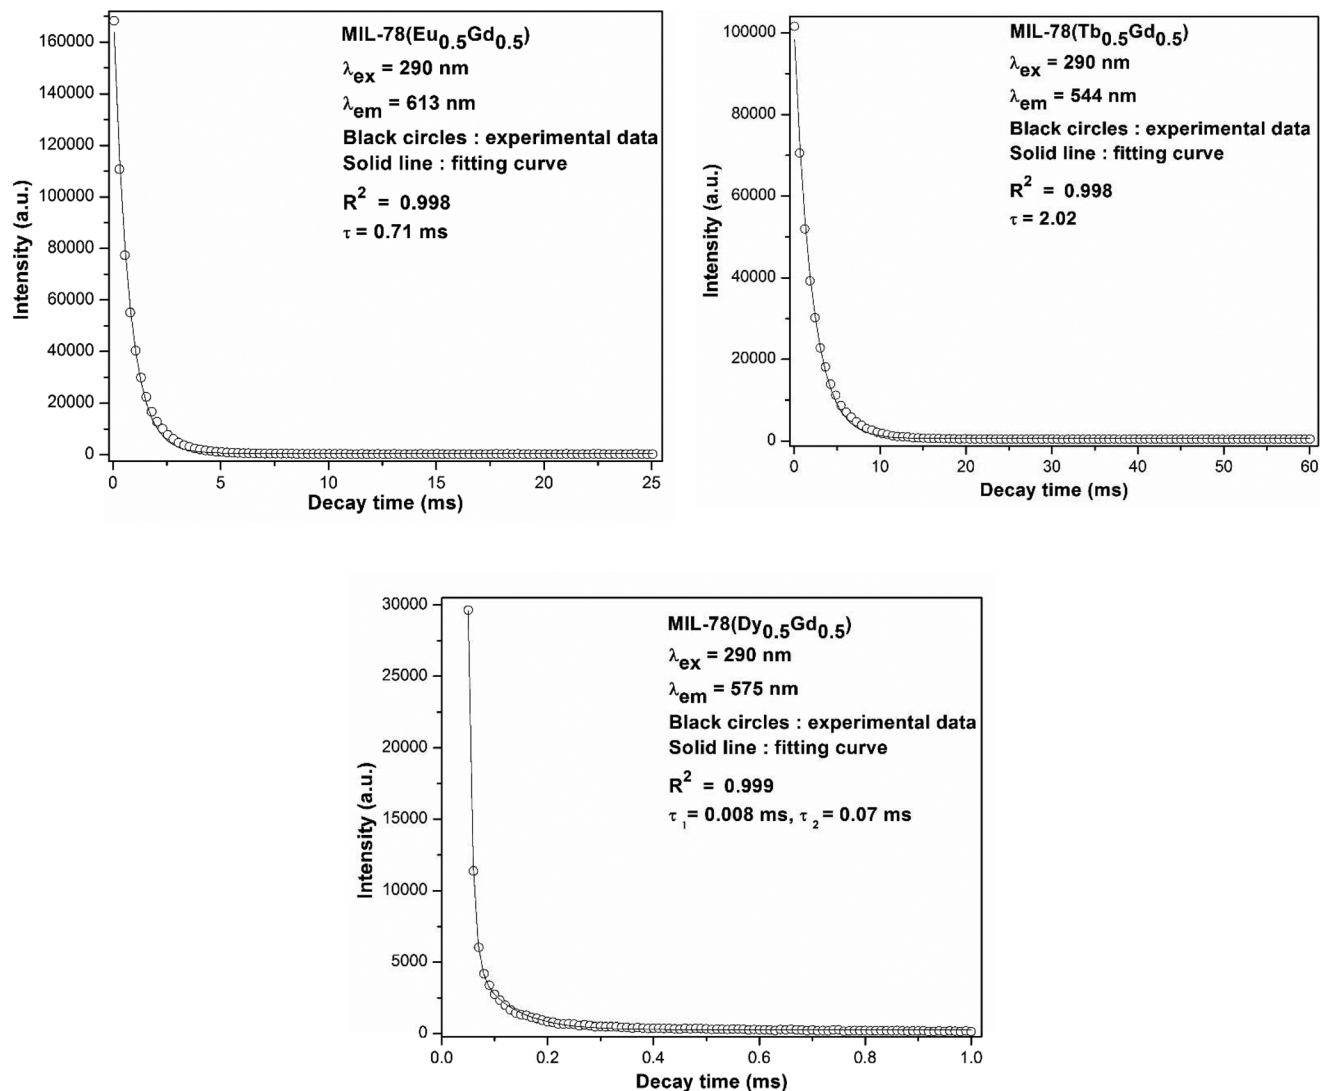 MIL-78(Eu0.5Gd0.5)
λex = 290 nm
λem = 613 nm
Black circles : experimental data
Solid line : fitting curve
R2 = 0.998
τ = 0.71 ms
Intensity (a.u.)
160000
140000
120000
100000
80000
60000
40000
20000
0
0 5 10 15 20 25
Decay time (ms)
MIL-78(Tb0.5Gd0.5)
λex = 290 nm
λem = 544 nm
Black circles : experimental data
Solid line : fitting curve
R2 = 0.998
τ = 2.02
Intensity (a.u.)
100000
80000
60000
40000
20000
0
0 10 20 30 40 50 60
Decay time (ms)
MIL-78(Dy0.5Gd0.5)
λex = 290 nm
λem = 575 nm
Black circles : experimental data
Solid line : fitting curve
R2 = 0.999
τ1= 0.008 ms, τ2= 0.07 ms
Intensity (a.u.)
30000
25000
20000
15000
10000
5000
0
0.0 0.2 0.4 0.6 0.8 1.0
Decay time (ms)